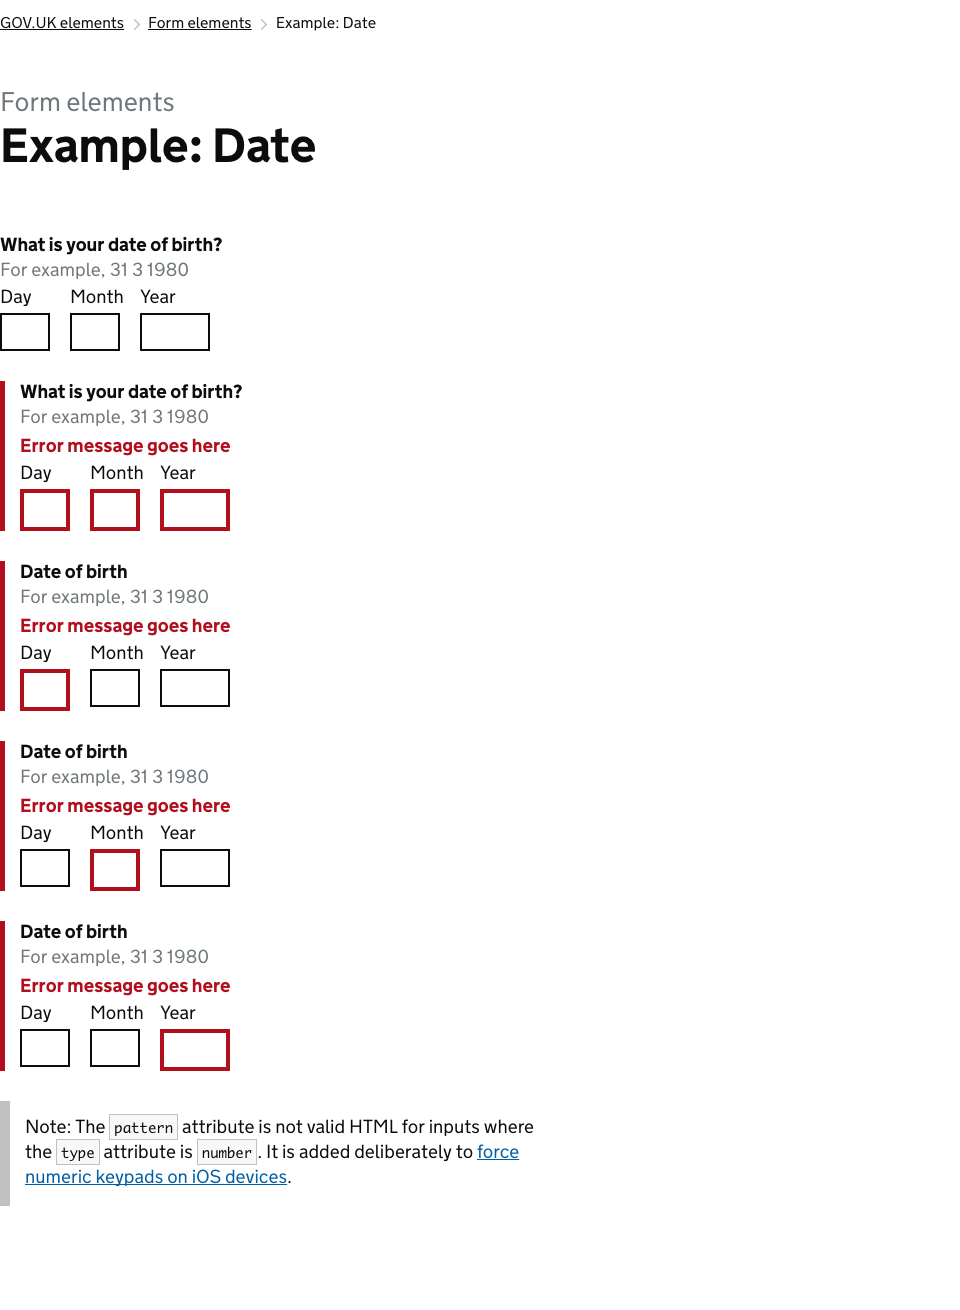 GOV.UK elements > Form elements > Example: Date
Form elements
Example: Date
What is your date of birth?
For example, 31 3 1980
Day Month Year
What is your date of birth?
For example, 31 3 1980
Error message goes here
Day Month Year
Date of birth
For example, 31 3 1980
Error message goes here
Day Month Year
Date of birth
For example, 31 3 1980
Error message goes here
Day Month Year
Date of birth
For example, 31 3 1980
Error message goes here
Day Month Year
Note: The pattern attribute is not valid HTML for inputs where
the type attribute is number. It is added deliberately to force
numeric keypads on iOS devices.